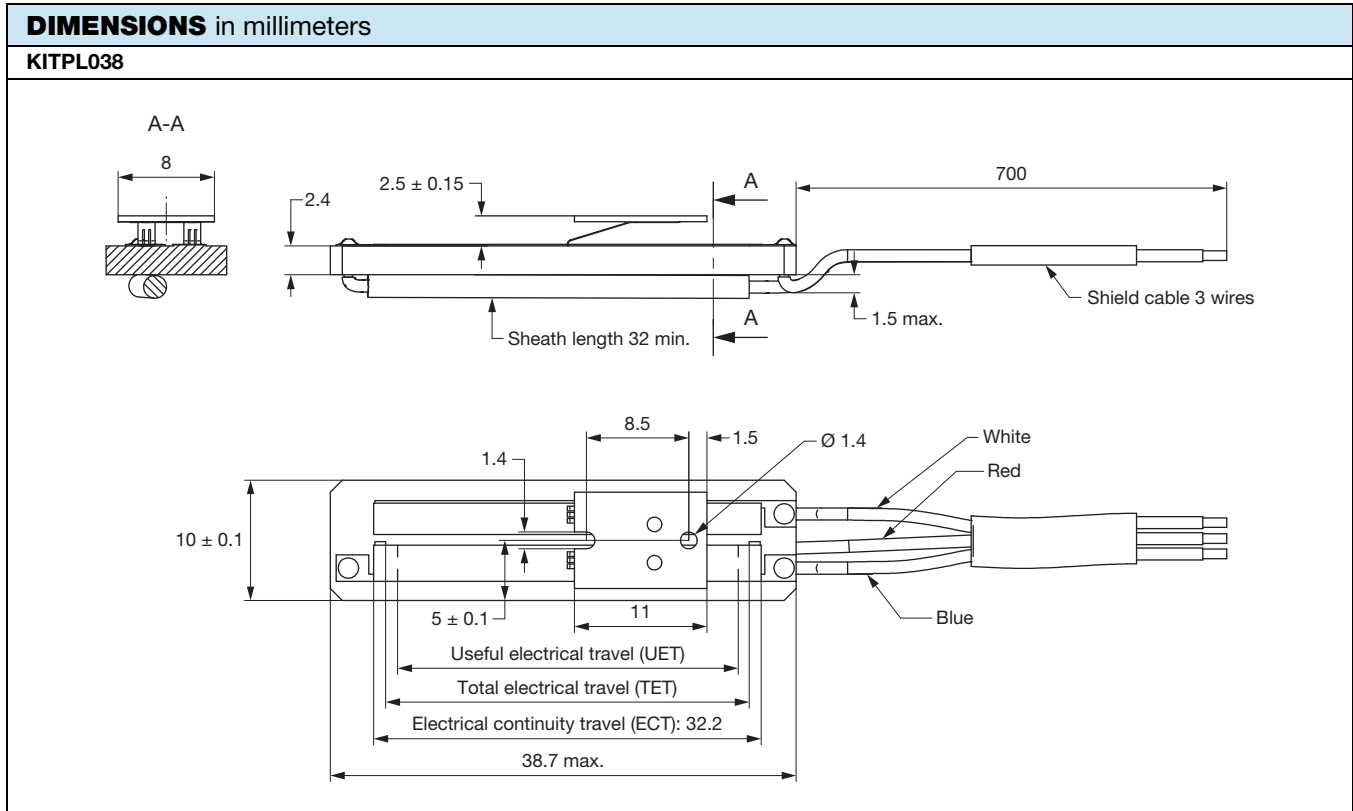 DIMENSIONS in millimeters
KITPL038
A-A
8
2.4
2.5 ± 0.15
A
700
Shield cable 3 wires
1.5 max.
A
Sheath length 32 min.
8.5
1.5
Ø 1.4
White
1.4
Red
10 ± 0.1
5 ± 0.1
11
Blue
Useful electrical travel (UET)
Total electrical travel (TET)
Electrical continuity travel (ECT): 32.2
38.7 max.